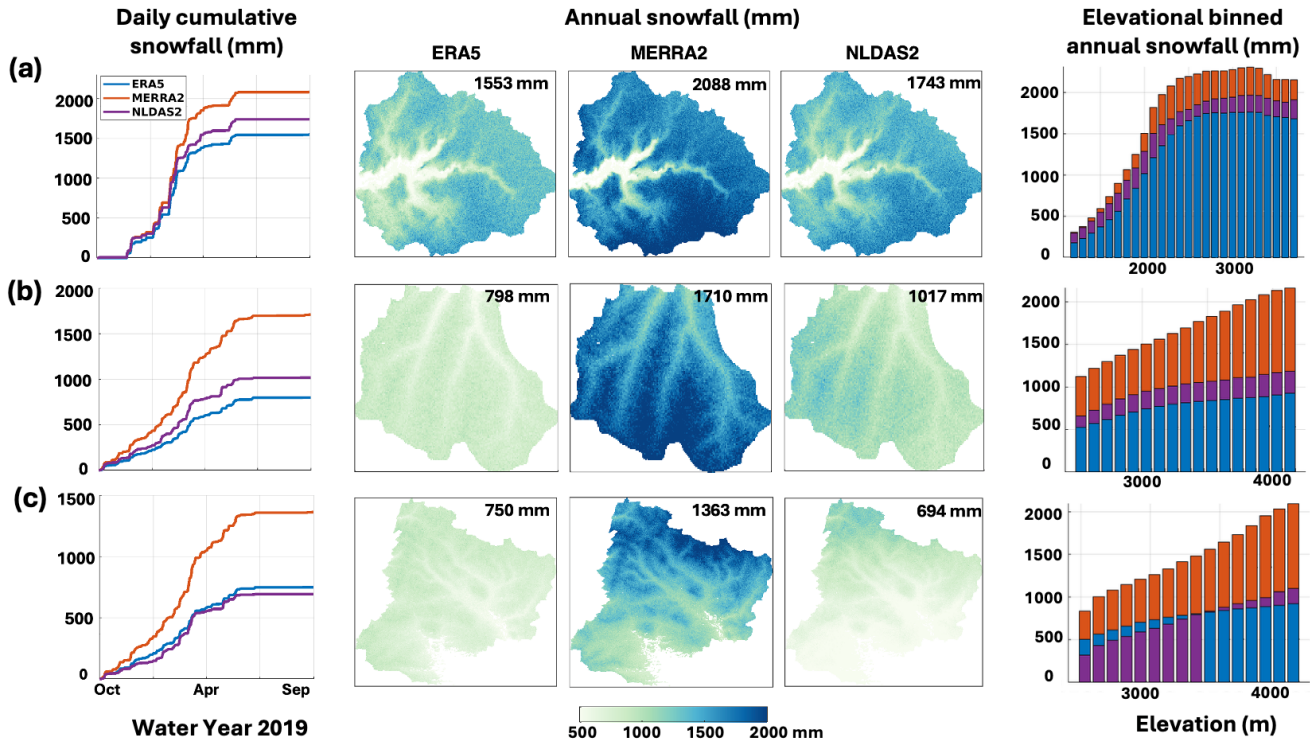 Daily cumulative
snowfall (mm)
Annual snowfall (mm)
Elevational binned
annual snowfall (mm)
ERA5
MERRA2
NLDAS2
(a)
ERA5
MERRA2
NLDAS2
2000
1500
1000
500
0
1553 mm
2088 mm
1743 mm
2000
1500
1000
500
0
2000
3000
(b)
2000
1500
1000
500
0
798 mm
1710 mm
1017 mm
2000
1500
1000
500
0
3000
4000
(c)
1500
1000
500
0
Oct
Apr
Sep
750 mm
1363 mm
694 mm
2000
1500
1000
500
0
3000
4000
Water Year 2019
500
1000
1500
2000 mm
Elevation (m)